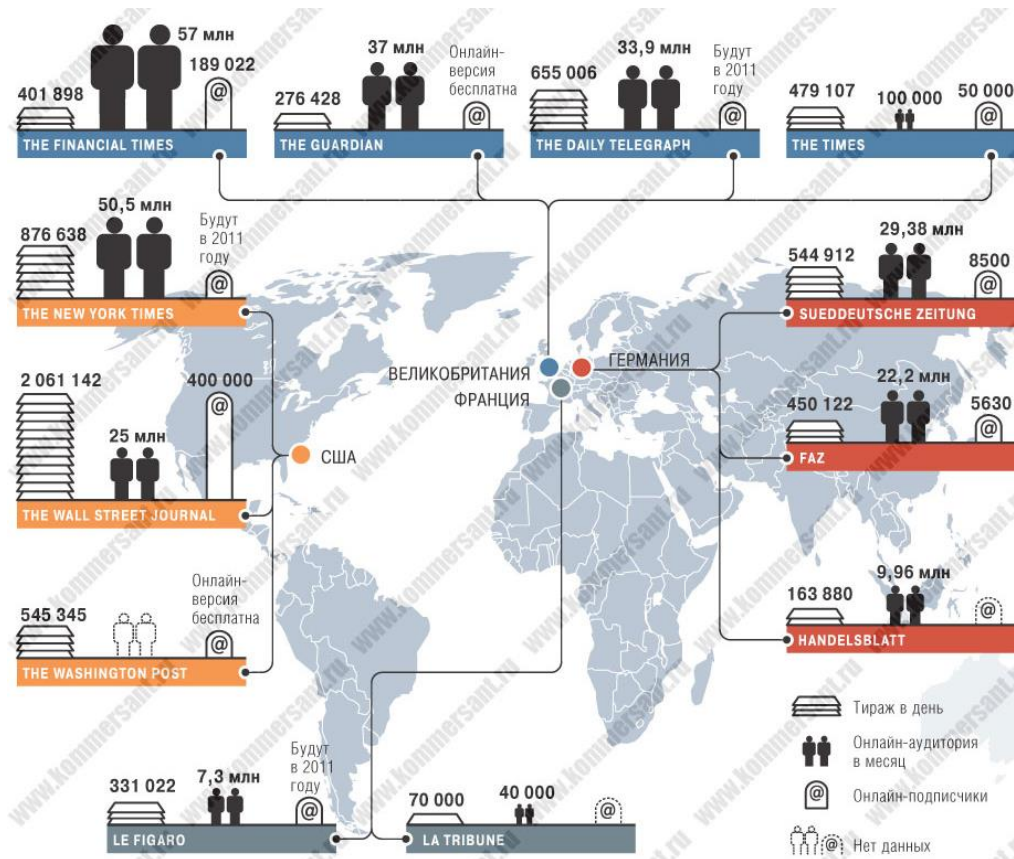 57 МЛН
189 022
401 898
@
THE FINANCIAL TIMES
37 МЛН
Онлайн-
версия
бесплатна
276 428
@
THE GUARDIAN
33,9 МЛН
Будут
в 2011
году
655 006
@
THE DAILY TELEGRAPH
479 107
100 000
50 000
@
THE TIMES
50,5 МЛН
Будут
в 2011
году
876 638
@
THE NEW YORK TIMES
29,38 МЛН
544 912
8500
@
SUEDDEUTSCHE ZEITUNG
ВЕЛИКОБРИТАНИЯ
ГЕРМАНИЯ
ФРАНЦИЯ
2 061 142
400 000
@
25 МЛН
США
THE WALL STREET JOURNAL
22,2 МЛН
450 122
5630
@
FAZ
Онлайн-
версия
бесплатна
545 345
@
THE WASHINGTON POST
9,96 МЛН
163 880
@
HANDELSBLATT
Тираж в день
Онлайн-аудитория
в месяц
@ Онлайн-подписчики
@ Нет данных
Будут
в 2011
году
331 022
7,3 МЛН
@
LE FIGARO
70 000
40 000
@
LA TRIBUNE
www.kommersant.ru